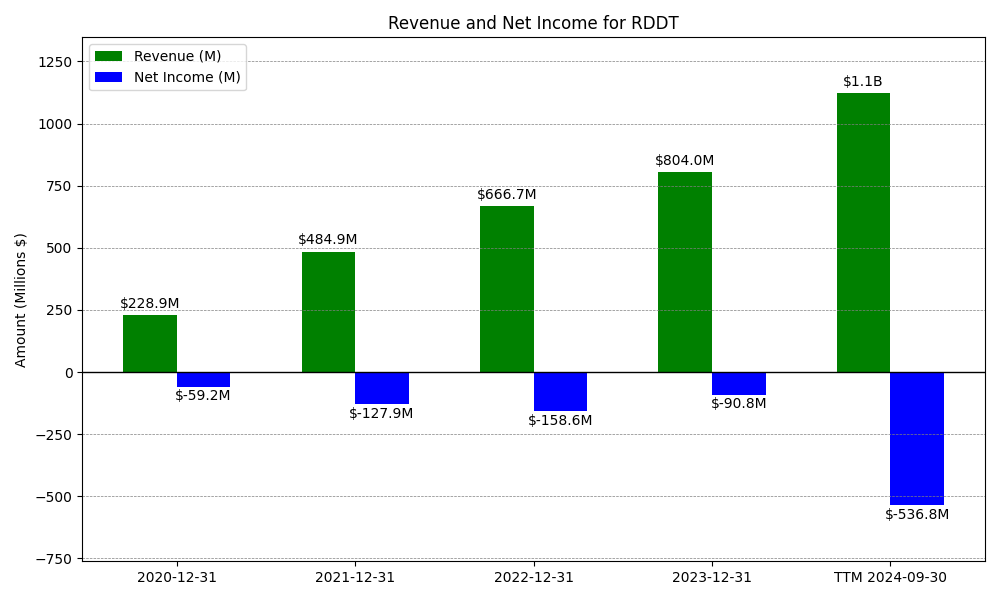 Revenue and Net Income for RDDT
Revenue (M)
Net Income (M)
Amount (Millions $)
1250
1000
750
500
250
0
−250
−500
−750
$228.9M
$-59.2M
$484.9M
$-127.9M
$666.7M
$-158.6M
$804.0M
$-90.8M
$1.1B
$-536.8M
2020-12-31
2021-12-31
2022-12-31
2023-12-31
TTM 2024-09-30